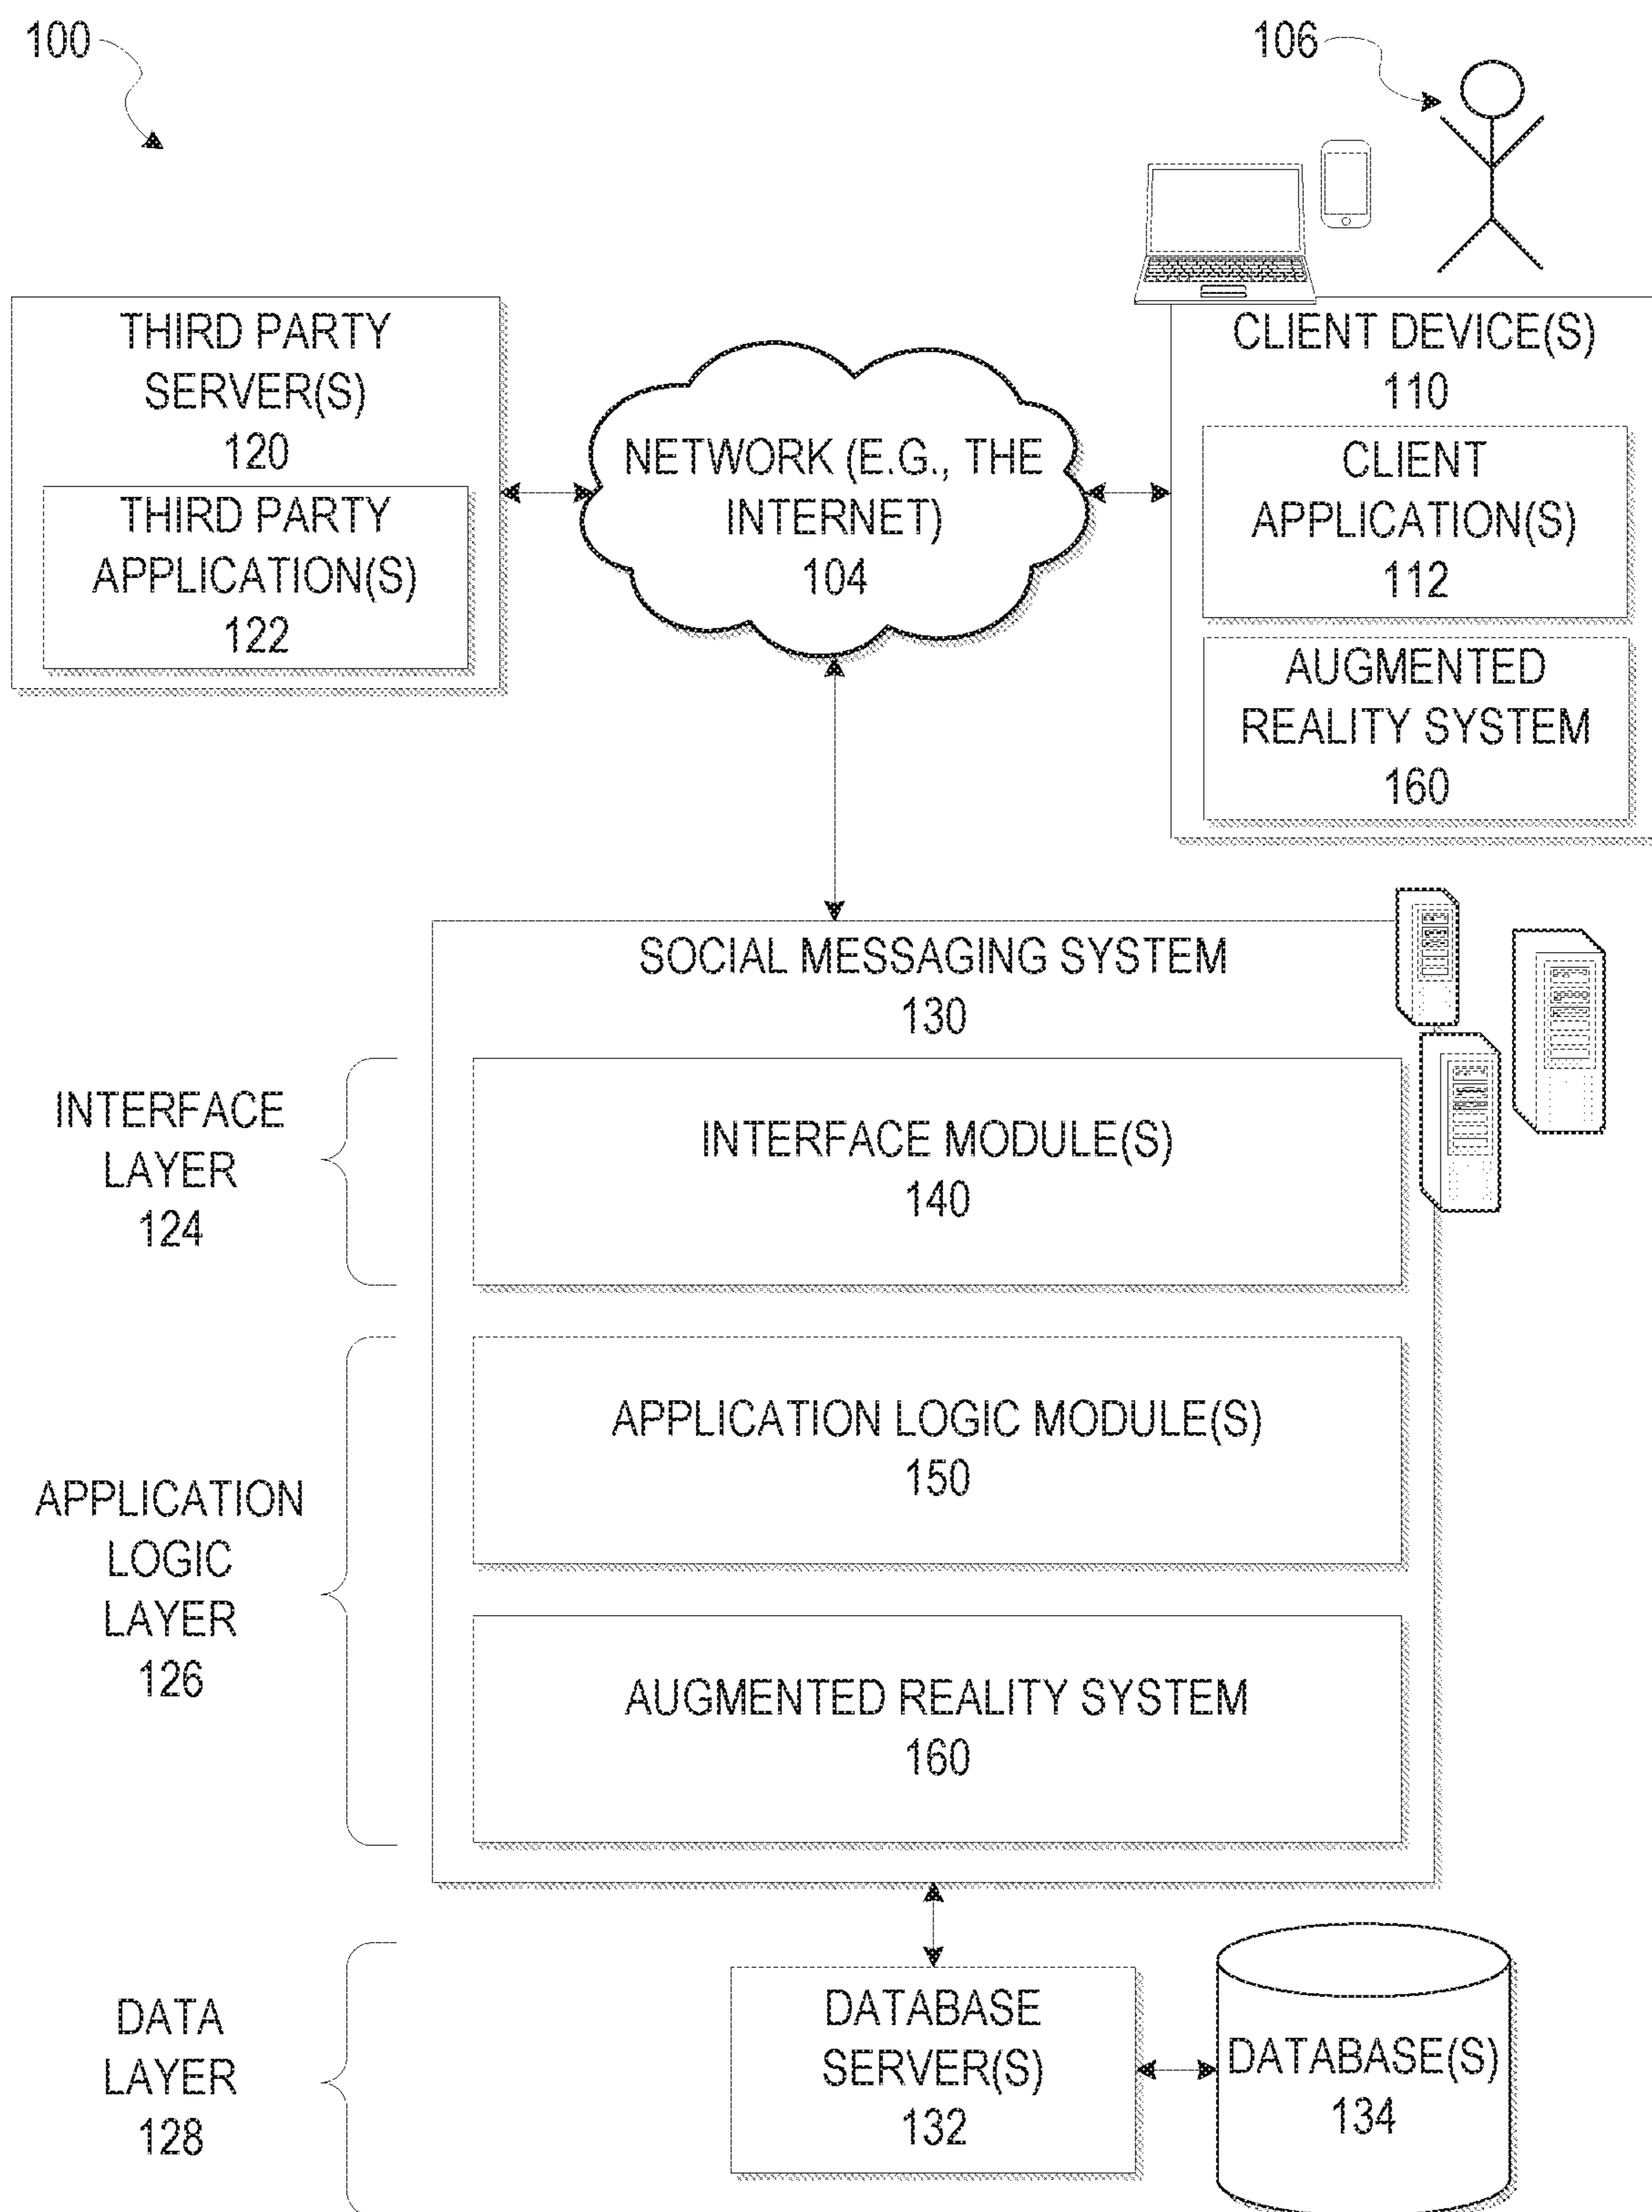 100
106
THIRD PARTY
SERVER(S)
120
THIRD PARTY
APPLICATION(S)
122
NETWORK (E.G., THE
INTERNET)
104
CLIENT DEVICE(S)
110
CLIENT
APPLICATION(S)
112
AUGMENTED
REALITY SYSTEM
160
SOCIAL MESSAGING SYSTEM
130
INTERFACE
LAYER
124
INTERFACE MODULE(S)
140
APPLICATION
LOGIC
LAYER
126
APPLICATION LOGIC MODULE(S)
150
AUGMENTED REALITY SYSTEM
160
DATA
LAYER
128
DATABASE
SERVER(S)
132
DATABASE(S)
134